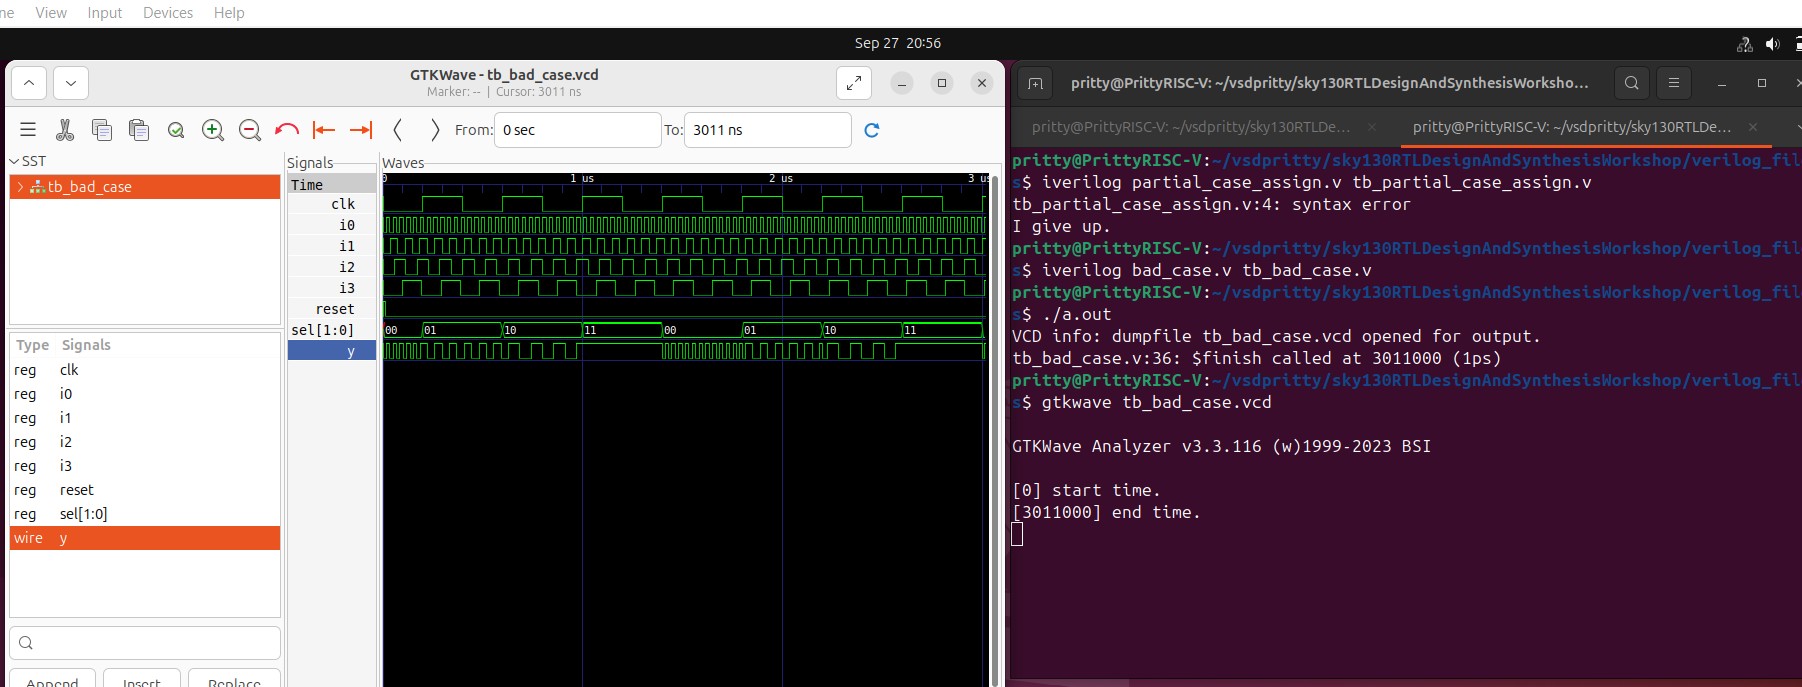 ne View Input Devices Help
Sep 27 20:56
GTKWave - tb_bad_case.vcd
Marker: -- | Cursor: 3011 ns
From: 0 sec To: 3011 ns
SST
tb_bad_case
Type Signals
reg clk
reg i0
reg i1
reg i2
reg i3
reg reset
reg sel[1:0]
wire y
Append Insert Replace
Signals
Time
clk
i0
i1
i2
i3
reset
sel[1:0]
y
Waves
0 1 us 2 us 3 us
00 01 10 11 00 01 10 11
pritty@PrittyRISC-V: ~/vsdpritty/sky130RTLDesignAndSynthesisWorksho...
pritty@PrittyRISC-V: ~/vsdpritty/sky130RTLDe... × pritty@PrittyRISC-V: ~/vsdpritty/sky130RTLDe... ×
pritty@PrittyRISC-V:~/vsdpritty/sky130RTLDesignAndSynthesisWorkshop/verilog_fil
s$ iverilog partial_case_assign.v tb_partial_case_assign.v
tb_partial_case_assign.v:4: syntax error
I give up.
pritty@PrittyRISC-V:~/vsdpritty/sky130RTLDesignAndSynthesisWorkshop/verilog_fil
s$ iverilog bad_case.v tb_bad_case.v
pritty@PrittyRISC-V:~/vsdpritty/sky130RTLDesignAndSynthesisWorkshop/verilog_fil
s$ ./a.out
VCD info: dumpfile tb_bad_case.vcd opened for output.
tb_bad_case.v:36: $finish called at 3011000 (1ps)
pritty@PrittyRISC-V:~/vsdpritty/sky130RTLDesignAndSynthesisWorkshop/verilog_fil
s$ gtkwave tb_bad_case.vcd
GTKWave Analyzer v3.3.116 (w)1999-2023 BSI
[0] start time.
[3011000] end time.